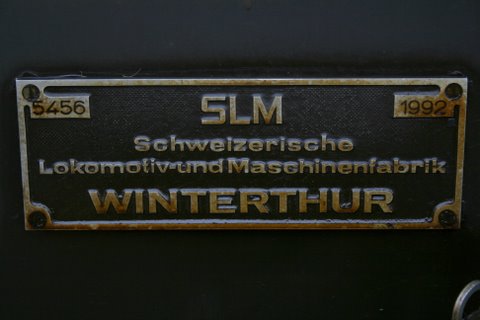 5456 SLM 1992
Schweizerische
Lokomotiv-und Maschinenfabrik
WINTERTHUR